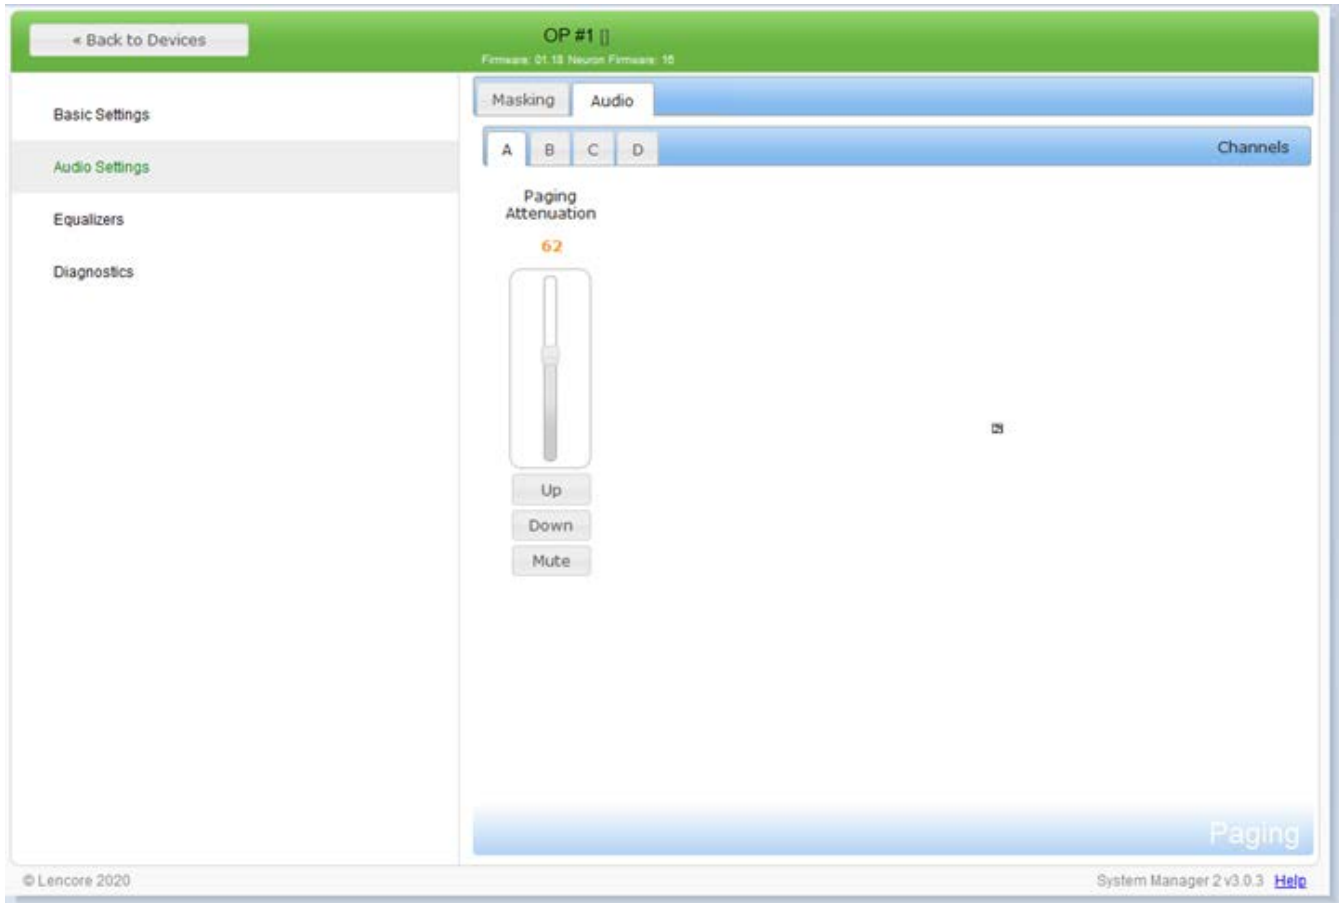 « Back to Devices
OP #1 []
Firmware: 01.18 Neuron Firmware: 16
Basic Settings
Audio Settings
Equalizers
Diagnostics
Masking
Audio
A
B
C
D
Channels
Paging
Attenuation
62
Up
Down
Mute
Paging
© Lencore 2020
System Manager 2 v3.0.3 Help